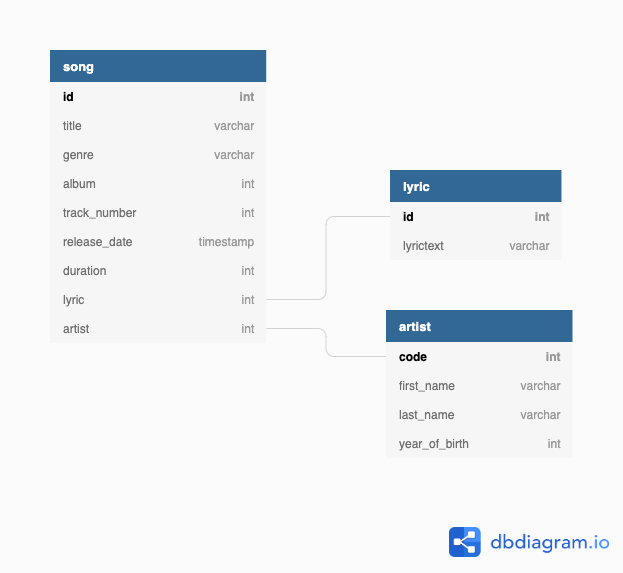 song
id int
title varchar
genre varchar
album int
track_number int
release_date timestamp
duration int
lyric int
artist int
lyric
id int
lyrictext varchar
artist
code int
first_name varchar
last_name varchar
year_of_birth int
dbdiagram.io